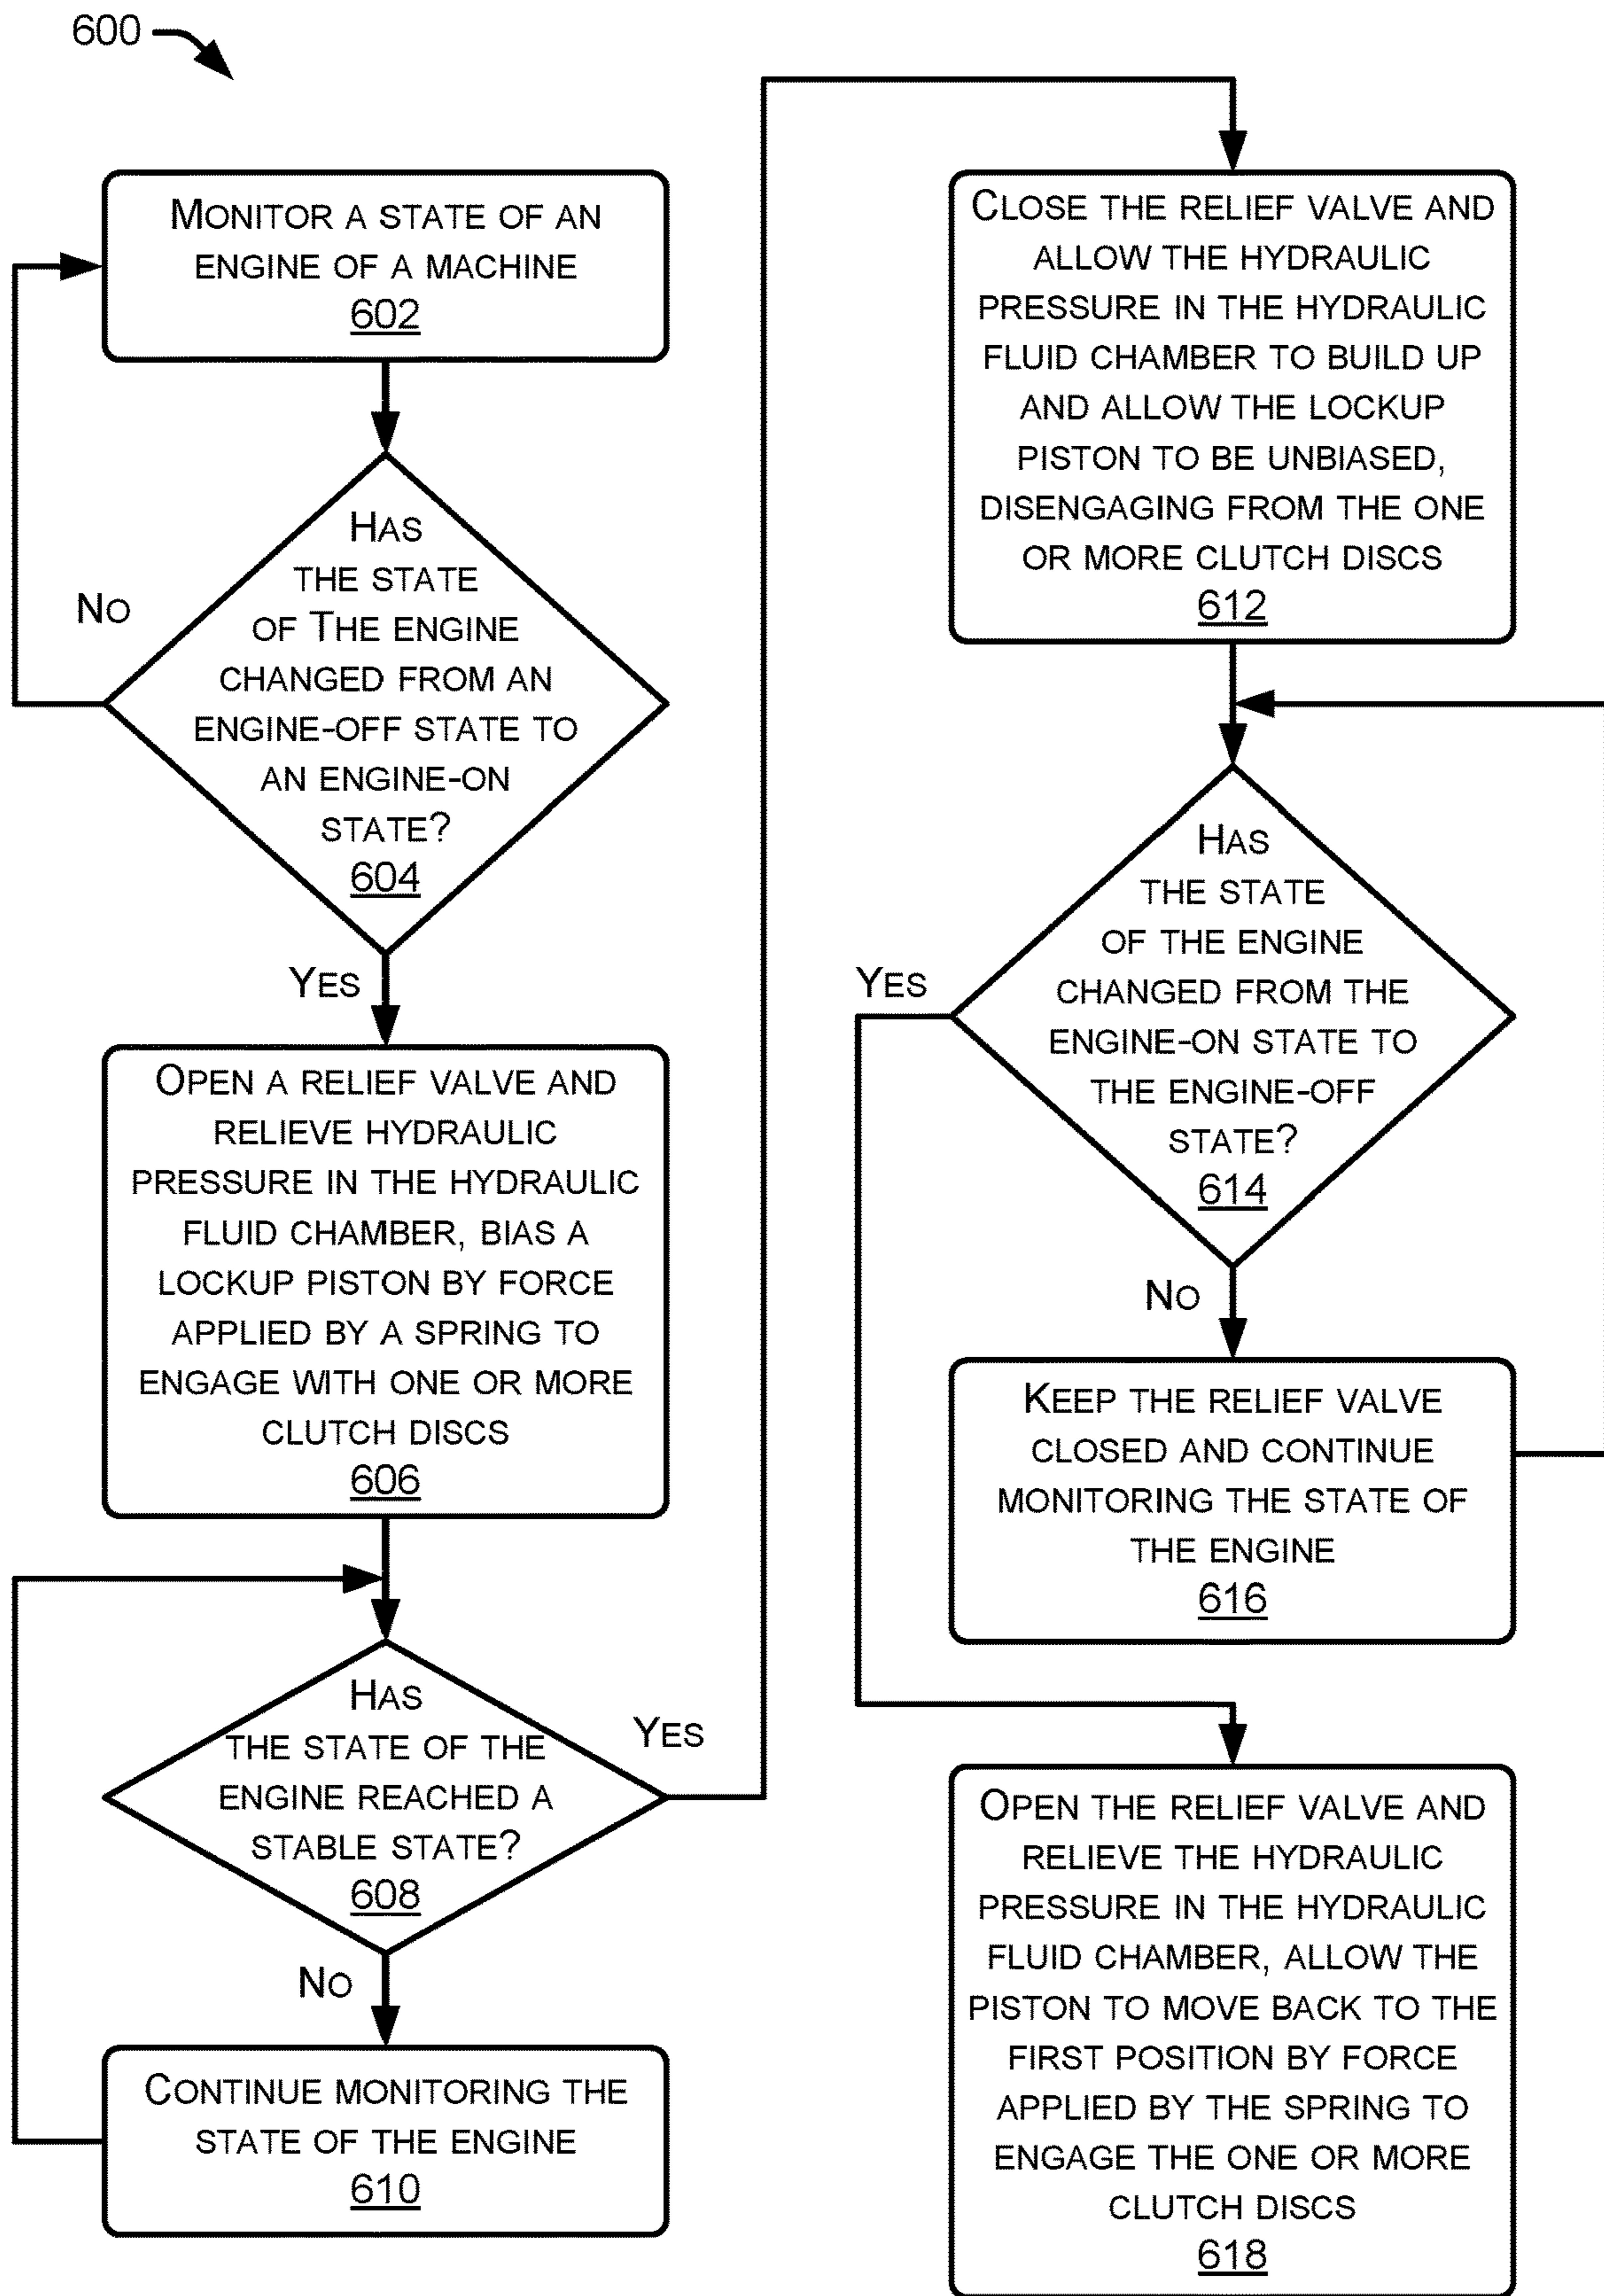 600
MONITOR A STATE OF AN
ENGINE OF A MACHINE
602
NO
HAS
THE STATE
OF THE ENGINE
CHANGED FROM AN
ENGINE-OFF STATE TO
AN ENGINE-ON
STATE?
604
YES
OPEN A RELIEF VALVE AND
RELIEVE HYDRAULIC
PRESSURE IN THE HYDRAULIC
FLUID CHAMBER, BIAS A
LOCKUP PISTON BY FORCE
APPLIED BY A SPRING TO
ENGAGE WITH ONE OR MORE
CLUTCH DISCS
606
HAS
THE STATE OF THE
ENGINE REACHED A
STABLE STATE?
608
YES
NO
CONTINUE MONITORING THE
STATE OF THE ENGINE
610
CLOSE THE RELIEF VALVE AND
ALLOW THE HYDRAULIC
PRESSURE IN THE HYDRAULIC
FLUID CHAMBER TO BUILD UP
AND ALLOW THE LOCKUP
PISTON TO BE UNBIASED,
DISENGAGING FROM THE ONE
OR MORE CLUTCH DISCS
612
HAS
THE STATE
OF THE ENGINE
CHANGED FROM THE
ENGINE-ON STATE TO
THE ENGINE-OFF
STATE?
614
YES
NO
KEEP THE RELIEF VALVE
CLOSED AND CONTINUE
MONITORING THE STATE OF
THE ENGINE
616
OPEN THE RELIEF VALVE AND
RELIEVE THE HYDRAULIC
PRESSURE IN THE HYDRAULIC
FLUID CHAMBER, ALLOW THE
PISTON TO MOVE BACK TO THE
FIRST POSITION BY FORCE
APPLIED BY THE SPRING TO
ENGAGE THE ONE OR MORE
CLUTCH DISCS
618